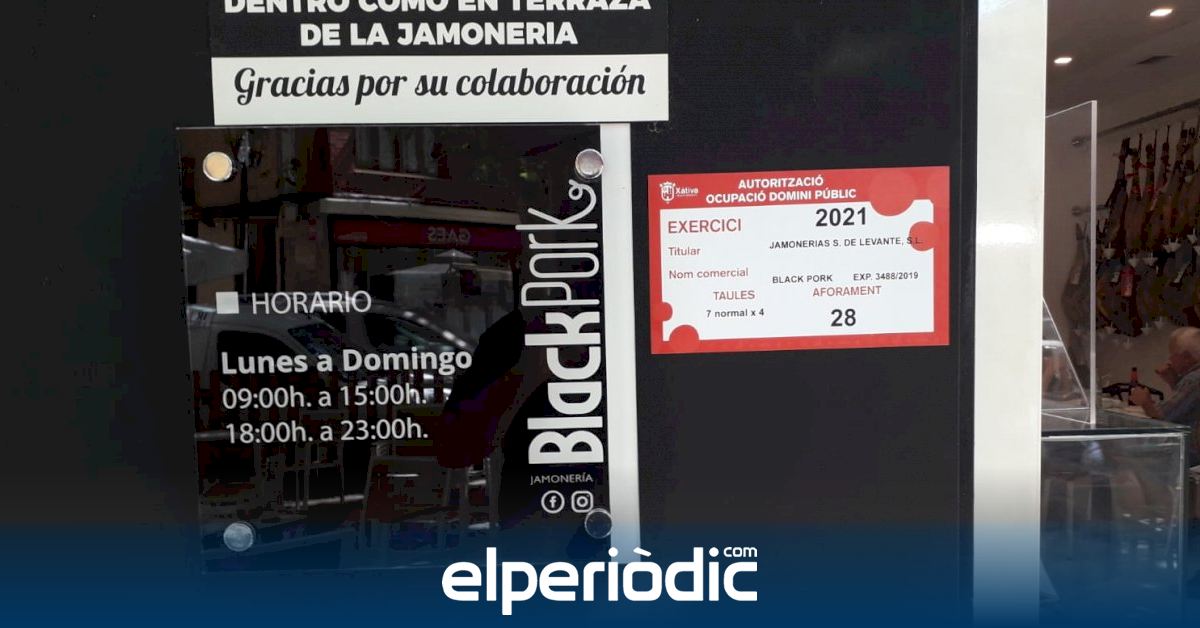 DENTRO COMO EN TERRAZA
DE LA JAMONERIA
Gracias por su colaboración
HORARIO
Lunes a Domingo
09:00h. a 15:00h.
18:00h. a 23:00h.
BlackPork
JAMONERÍA
GAES
Xàtiva
AUTORITZACIÓ
OCUPACIÓ DOMINI PÚBLIC
EXERCICI 2021
Titular JAMONERIAS S. DE LEVANTE, S.L.
Nom comercial BLACK PORK EXP. 3488/2019
TAULES AFORAMENT
7 normal x 4 28
elperiòdic.com